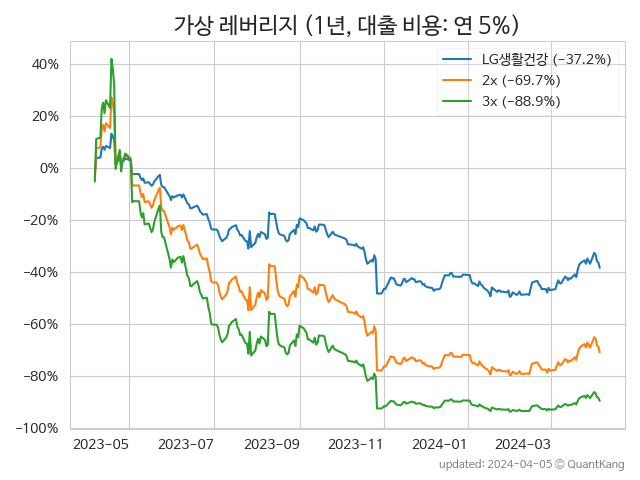 가상 레버리지 (1년, 대출 비용: 연 5%)
LG생활건강 (−37.2%)
2x (−69.7%)
3x (−88.9%)
40%
20%
0%
−20%
−40%
−60%
−80%
−100%
2023-05 2023-07 2023-09 2023-11 2024-01 2024-03
updated: 2024-04-05 © QuantKang